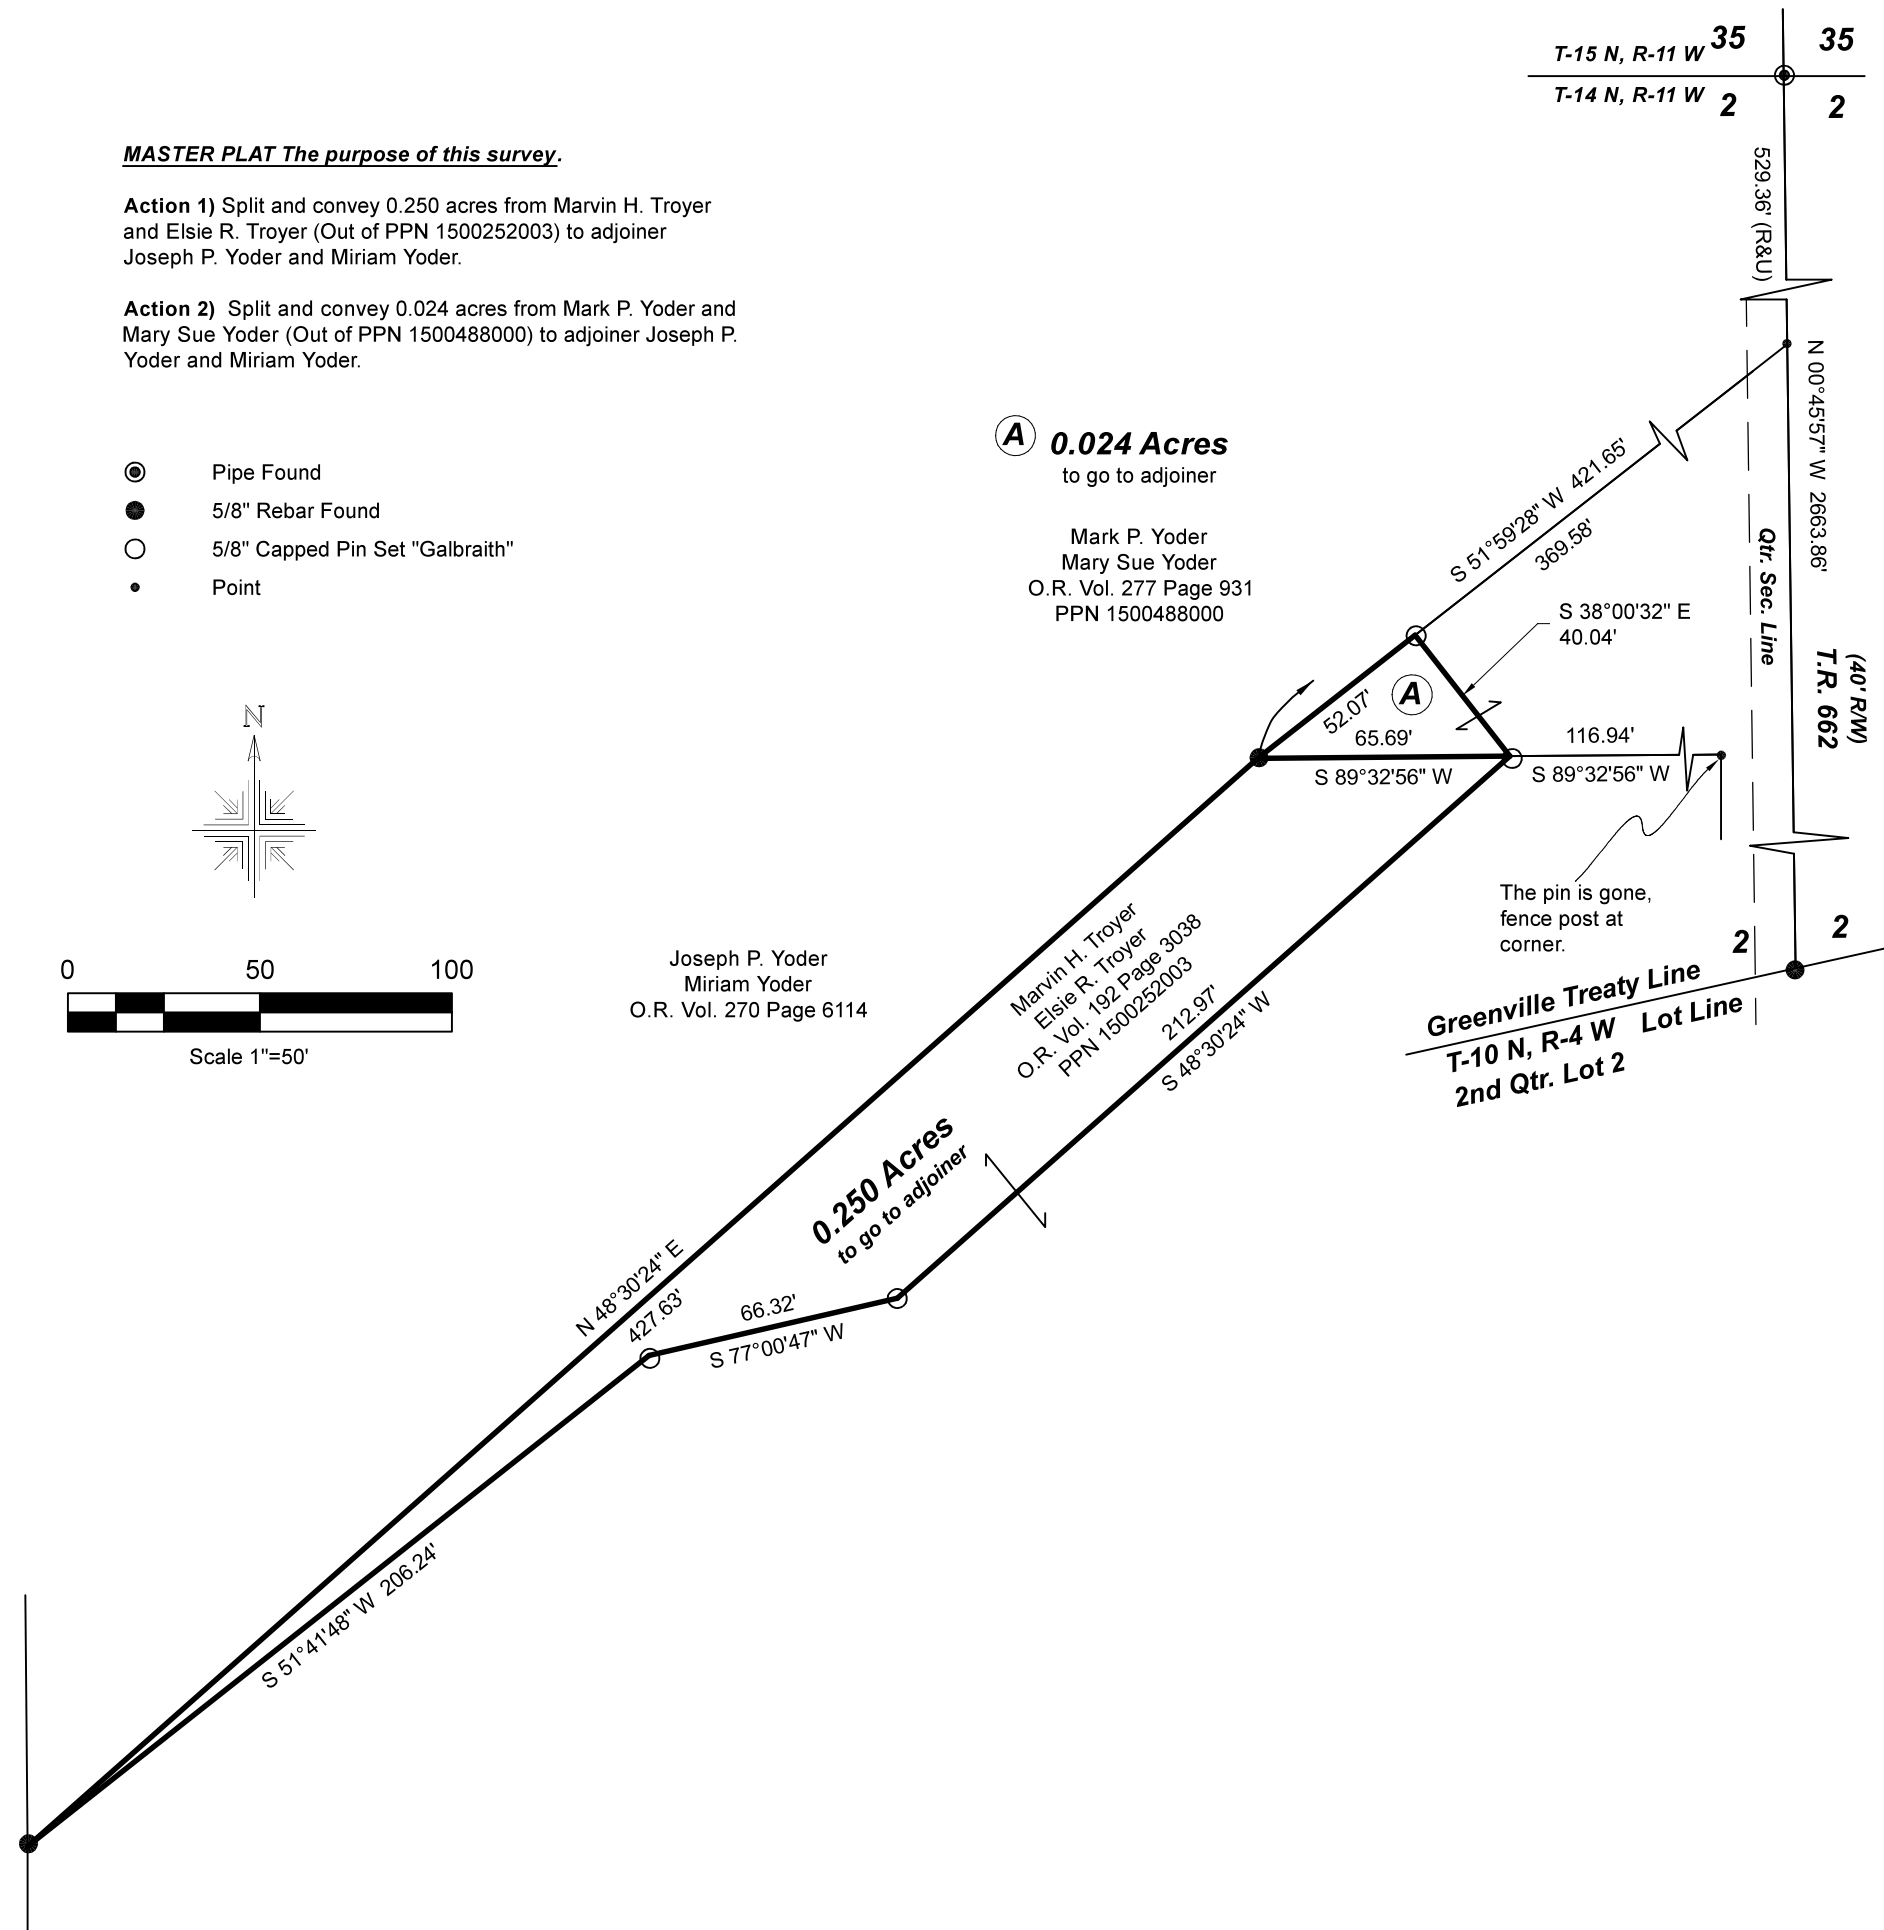 35
35
T-15 N, R-11 W
T-14 N, R-11 W
2
2
MASTER PLAT The purpose of this survey.
Action 1) Split and convey 0.250 acres from Marvin H. Troyer
and Elsie R. Troyer (Out of PPN 1500252003) to adjoiner
Joseph P. Yoder and Miriam Yoder.
Action 2)  Split and convey 0.024 acres from Mark P. Yoder and
Mary Sue Yoder (Out of PPN 1500488000) to adjoiner Joseph P.
Yoder and Miriam Yoder.
529.36' (R&U)
N 00°45'57" W  2663.86'
Pipe Found
5/8" Rebar Found
5/8" Capped Pin Set "Galbraith"
Point
A
0.024 Acres
to go to adjoiner
Mark P. Yoder
Mary Sue Yoder
O.R. Vol. 277 Page 931
PPN 1500488000
S 51°59'28" W  421.65'
369.58'
Qtr. Sec. Line
S 38°00'32" E
40.04'
(40' R/W)
T.R. 662
A
52.07'
65.69'
S 89°32'56" W
116.94'
S 89°32'56" W
N
The pin is gone,
fence post at
corner.
2
2
Greenville Treaty Line
T-10 N, R-4 W    Lot Line
2nd Qtr. Lot 2
0
50
100
Scale 1"=50'
Joseph P. Yoder
Miriam Yoder
O.R. Vol. 270 Page 6114
Marvin H. Troyer
Elsie R. Troyer
O.R. Vol. 192 Page 3038
PPN 1500252003
212.97'
S 48°30'24" W
0.250 Acres
to go to adjoiner
N 48°30'24" E
427.63'
66.32'
S 77°00'47" W
S 51°41'48" W  206.24'